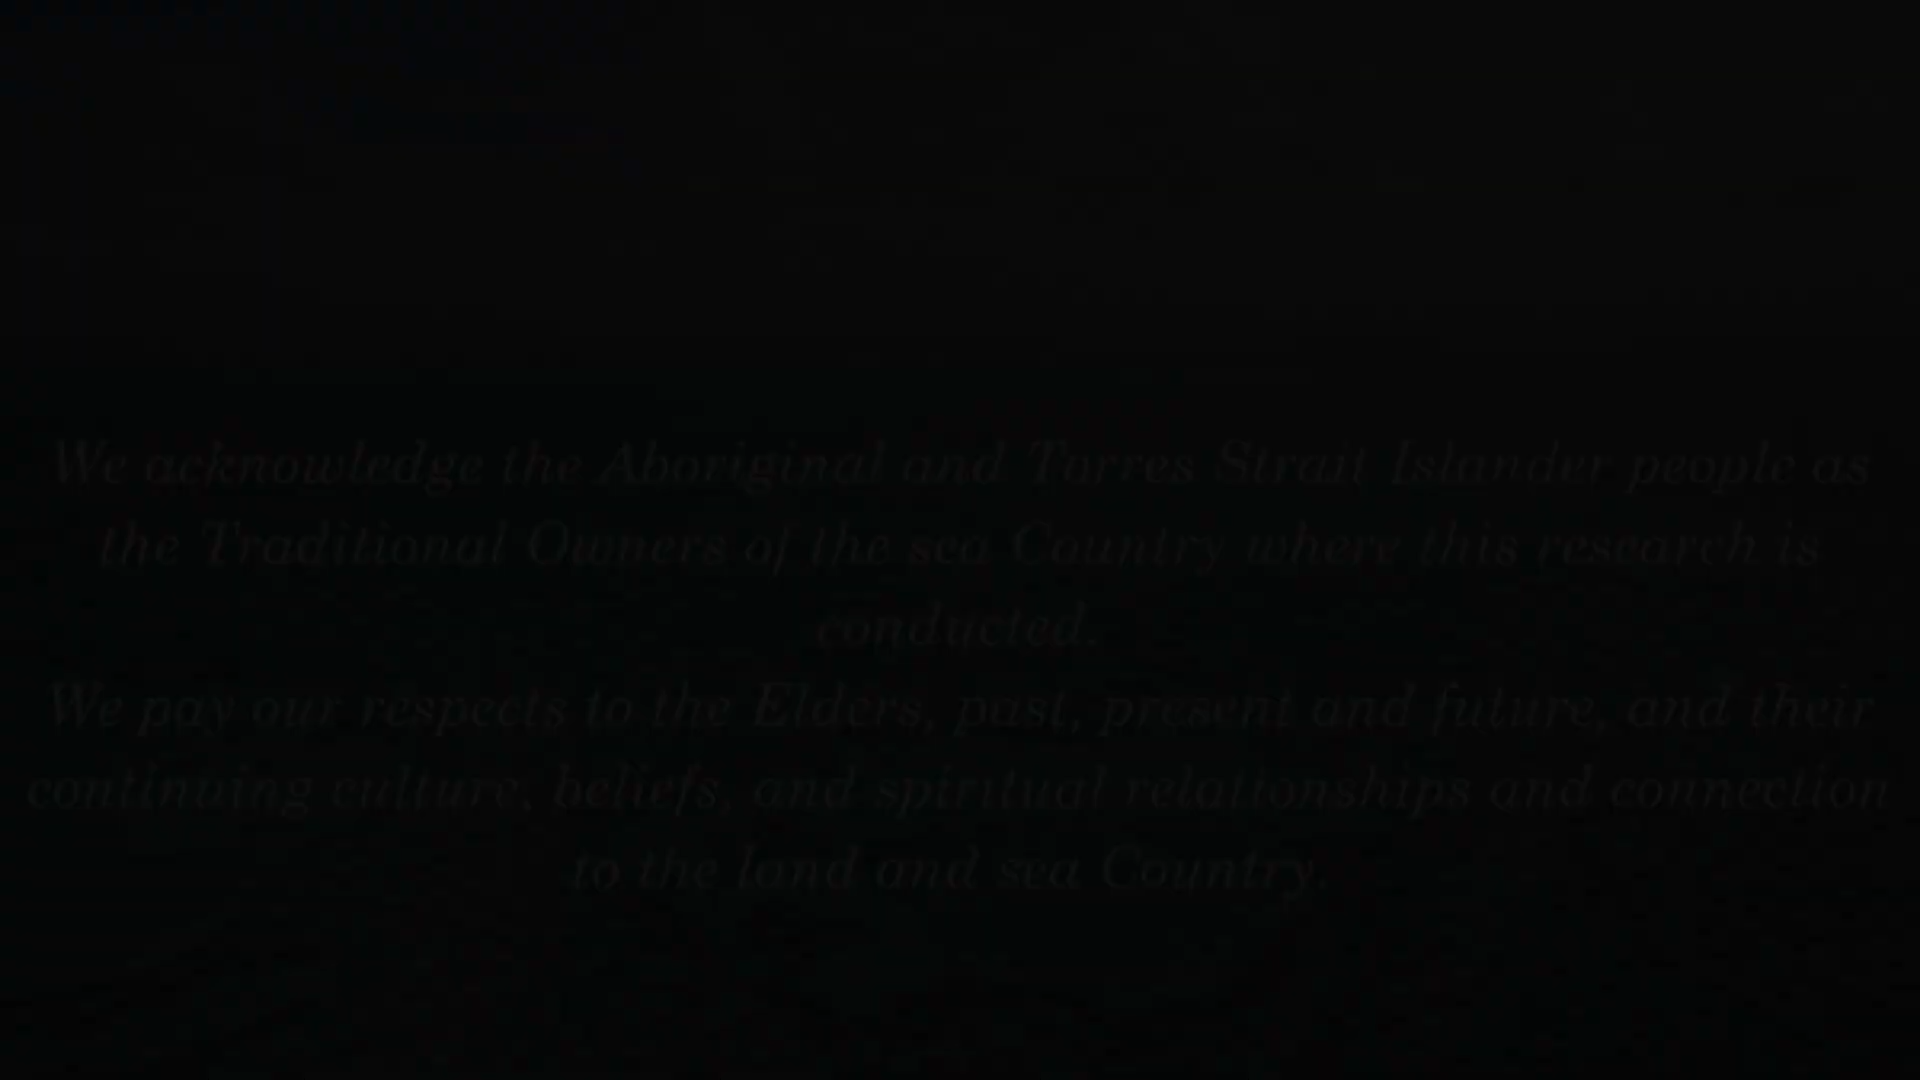 We acknowledge the Aboriginal and Torres Strait Islander people as
the Traditional Owners of the sea Country where this research is
conducted.
We pay our respects to the Elders, past, present and future, and their
continuing culture, beliefs, and spiritual relationships and connection
to the land and sea Country.